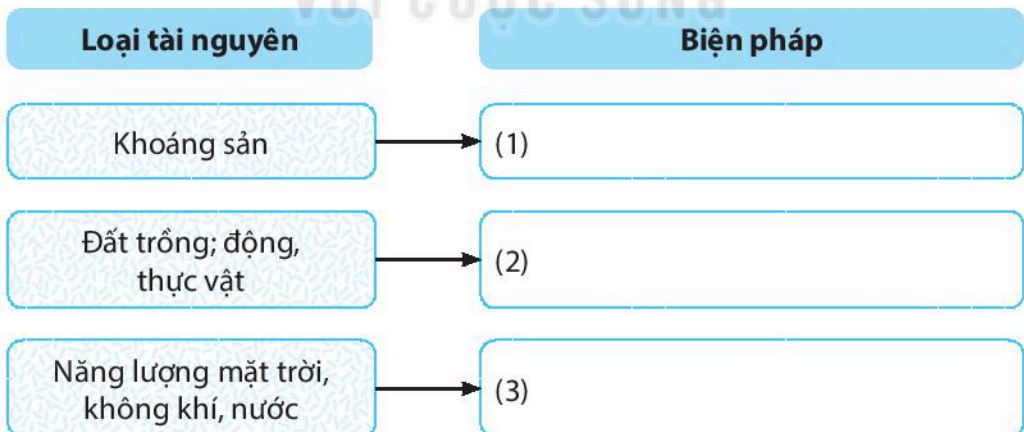 Loại tài nguyên
Biện pháp
Khoáng sản
(1)
Đất trồng; động,
thực vật
(2)
Năng lượng mặt trời,
không khí, nước
(3)